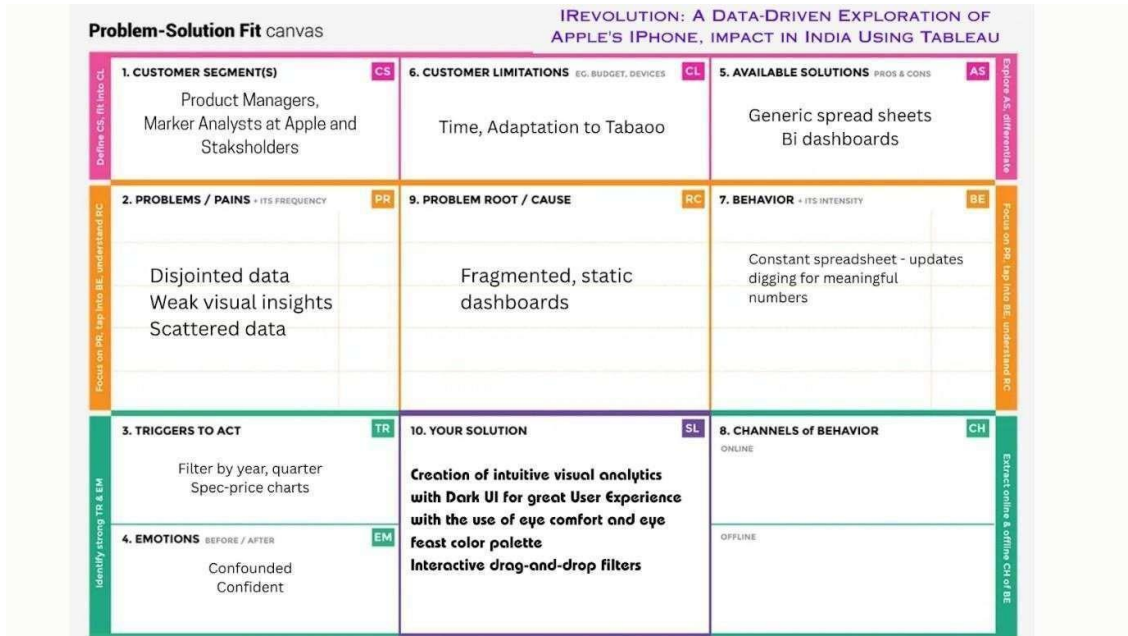 Problem-Solution Fit canvas
IRevolution: A Data-Driven Exploration of
Apple's IPhone, impact in India Using Tableau
Define CS, fit into CL
1. CUSTOMER SEGMENT(S)
CS
Product Managers,
Marker Analysts at Apple and
Staksholders
6. CUSTOMER LIMITATIONS EG. BUDGET, DEVICES
CL
Time, Adaptation to Tabaoo
5. AVAILABLE SOLUTIONS PROS & CONS
AS
Generic spread sheets
Bi dashboards
Explore AS, differentiate
Focus on PR, tap into BE, understand RC
2. PROBLEMS / PAINS + ITS FREQUENCY
PR
Disjointed data
Weak visual insights
Scattered data
9. PROBLEM ROOT / CAUSE
RC
Fragmented, static
dashboards
7. BEHAVIOR + ITS INTENSITY
BE
Constant spreadsheet - updates
digging for meaningful
numbers
Focus on PR, tap into BE, understand RC
Identify strong TR & EM
3. TRIGGERS TO ACT
TR
Filter by year, quarter
Spec-price charts
4. EMOTIONS BEFORE / AFTER
EM
Confounded
Confident
10. YOUR SOLUTION
SL
Creation of intuitive visual analytics
with Dark UI for great User Experience
with the use of eye comfort and eye
feast color palette
Interactive drag-and-drop filters
8. CHANNELS of BEHAVIOR
CH
ONLINE
OFFLINE
Extract online & offline CH of BE